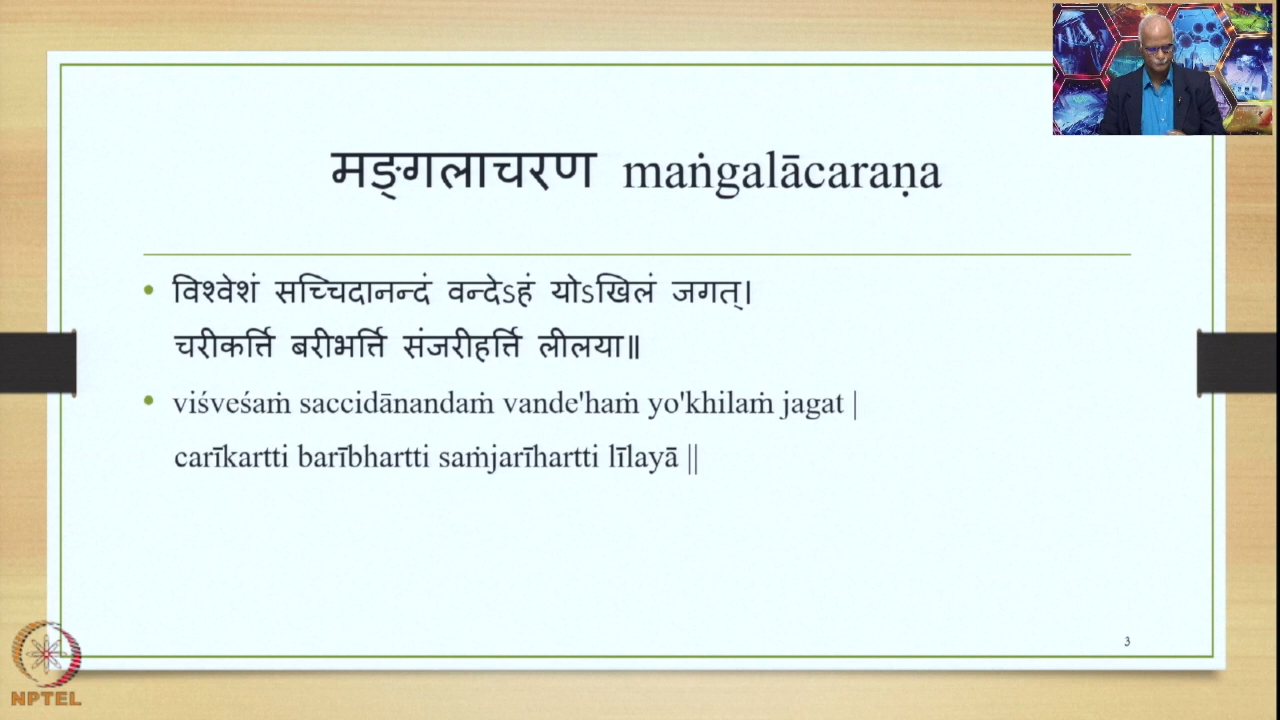 मङ्गलाचरण maṅgalācaraṇa
• विश्वेशं सच्चिदानन्दं वन्देऽहं योऽखिलं जगत्।
चरीकर्त्ति बरीभर्त्ति संजरीहर्त्ति लीलया॥
• viśveśaṁ saccidānandaṁ vande'haṁ yo'khilaṁ jagat |
carīkartti barībhartti saṁjarīhartti līlayā ||
3
NPTEL